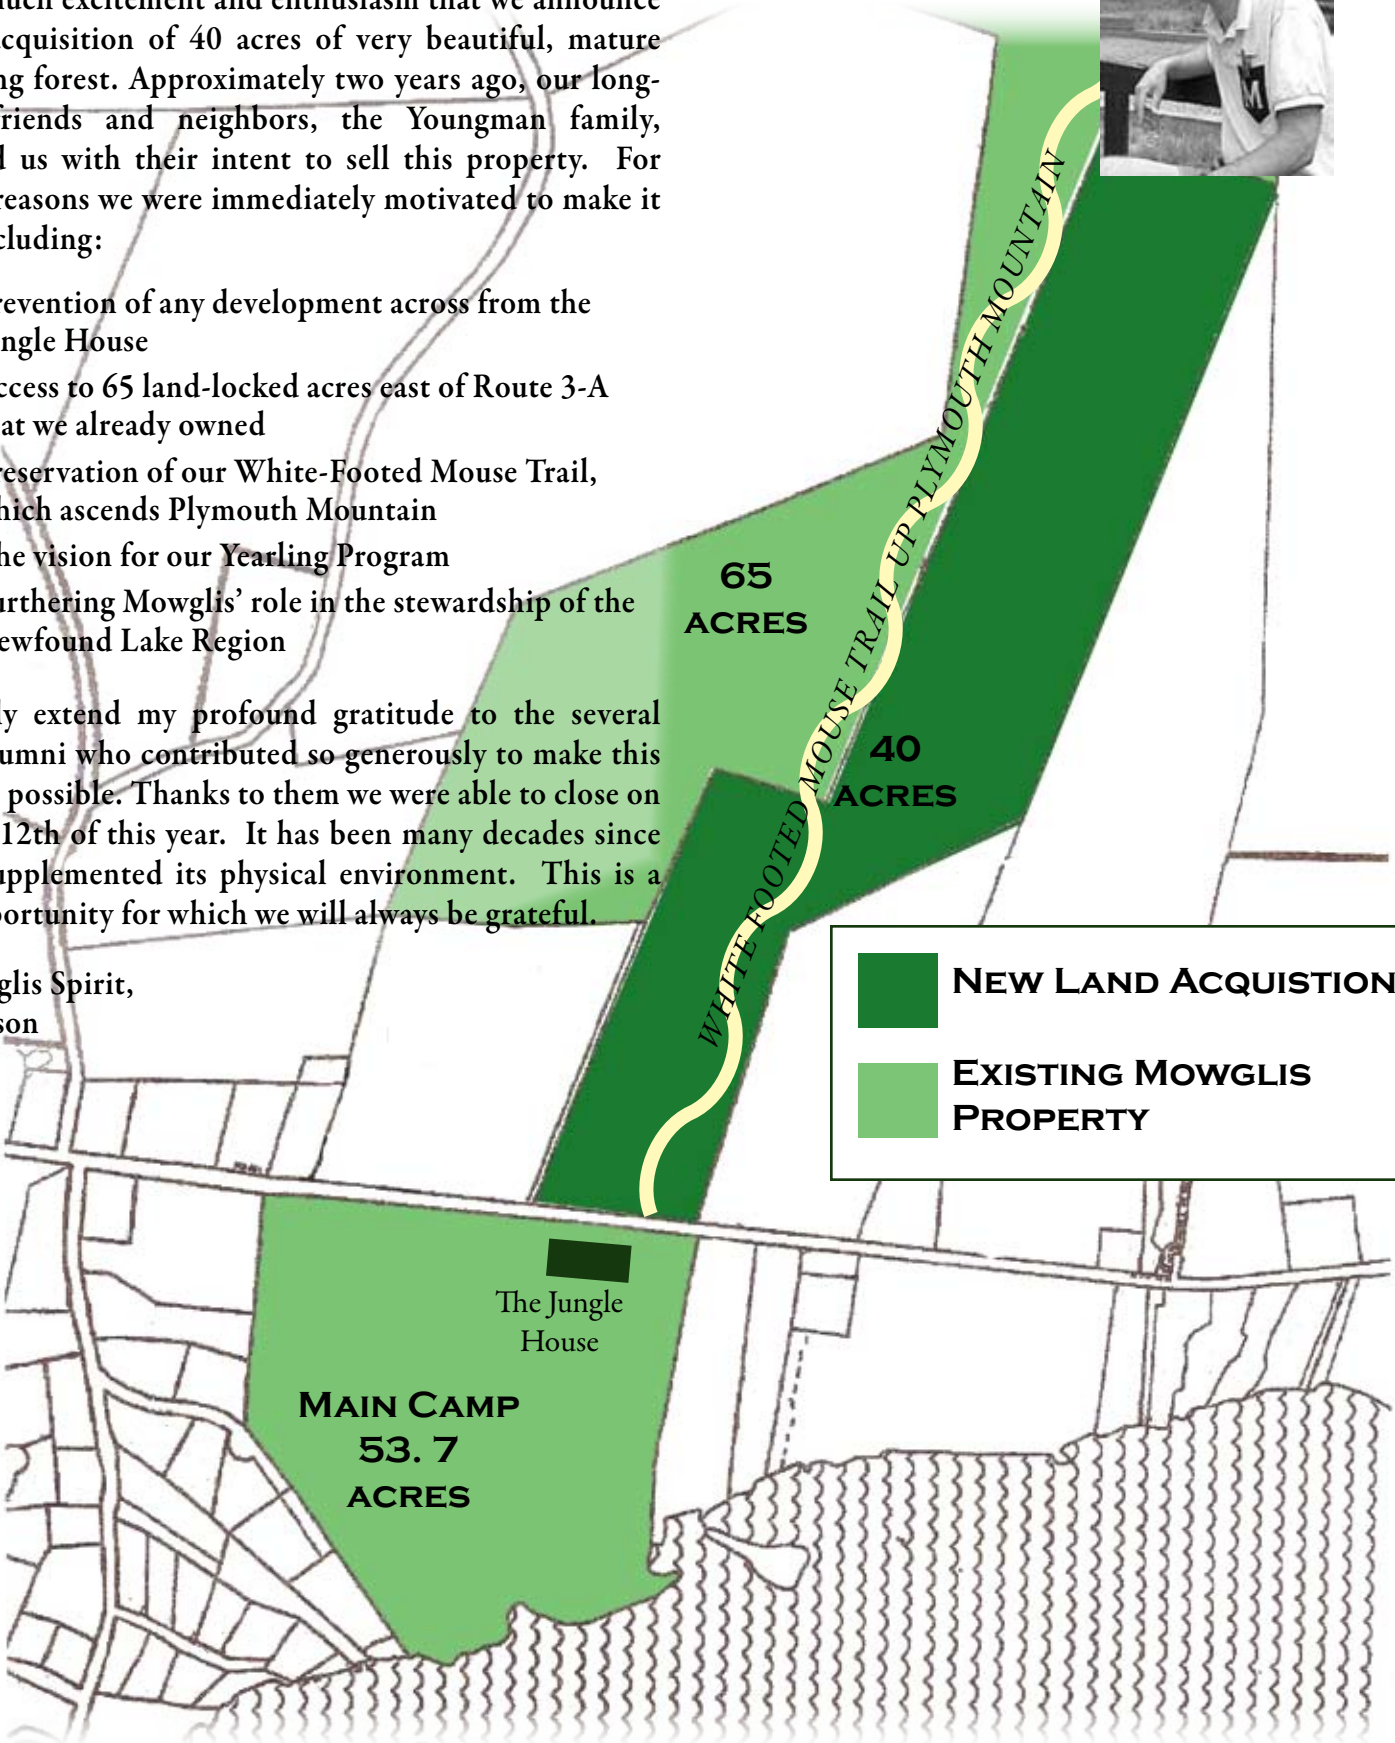 excitement and enthusiasm that we announce
acquisition of 40 acres of very beautiful, mature
forest. Approximately two years ago, our long-
friends and neighbors, the Youngman family,
us with their intent to sell this property. For
reasons we were immediately motivated to make it
cluding:
revention of any development across from the
ngle House
ccess to 65 land-locked acres east of Route 3-A
at we already owned
reservation of our White-Footed Mouse Trail,
hich ascends Plymouth Mountain
he vision for our Yearling Program
urthering Mowglis’ role in the stewardship of the
ewfound Lake Region
ly extend my profound gratitude to the several
lumni who contributed so generously to make this
possible. Thanks to them we were able to close on
12th of this year. It has been many decades since
upplemented its physical environment. This is a
portunity for which we will always be grateful.
glis Spirit,
son
M
WHITE FOOTED MOUSE TRAIL UP PLYMOUTH MOUNTAIN
65
ACRES
40
ACRES
NEW LAND ACQUISTION
EXISTING MOWGLIS
PROPERTY
The Jungle
House
MAIN CAMP
53. 7
ACRES